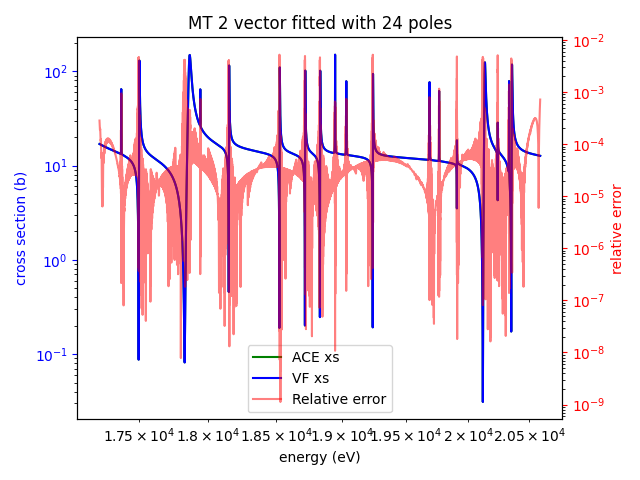 MT 2 vector fitted with 24 poles
cross section (b)
10²
10¹
10⁰
10⁻¹
10⁻²
10⁻³
10⁻⁴
10⁻⁵
10⁻⁶
10⁻⁷
10⁻⁸
10⁻⁹
relative error
ACE xs
VF xs
Relative error
1.75 × 10⁴ 1.8 × 10⁴ 1.85 × 10⁴ 1.9 × 10⁴ 1.95 × 10⁴ 2 × 10⁴ 2.05 × 10⁴
energy (eV)